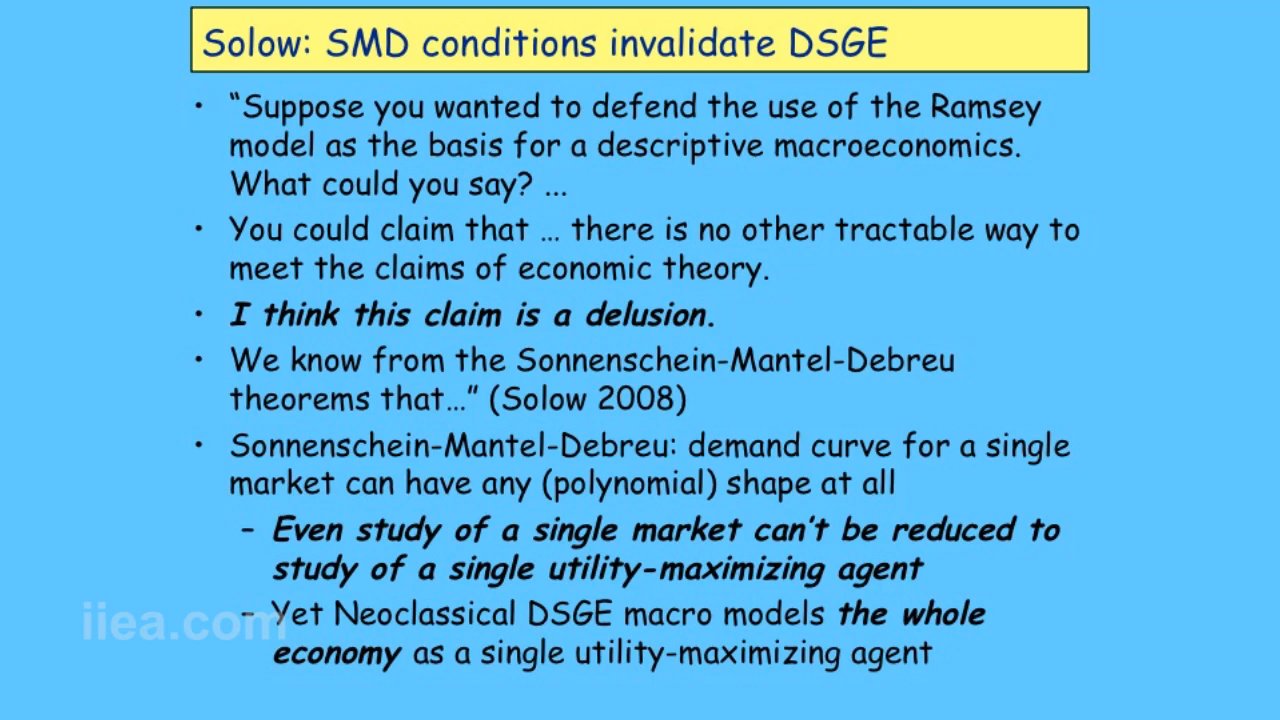 Solow: SMD conditions invalidate DSGE
• “Suppose you wanted to defend the use of the Ramsey
model as the basis for a descriptive macroeconomics.
What could you say? ...
• You could claim that … there is no other tractable way to
meet the claims of economic theory.
• I think this claim is a delusion.
• We know from the Sonnenschein-Mantel-Debreu
theorems that…” (Solow 2008)
• Sonnenschein-Mantel-Debreu: demand curve for a single
market can have any (polynomial) shape at all
– Even study of a single market can’t be reduced to
study of a single utility-maximizing agent
– Yet Neoclassical DSGE macro models the whole
economy as a single utility-maximizing agent
iiea.com